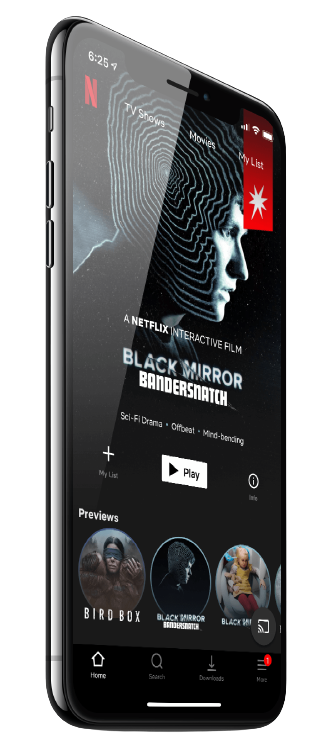 6:25
N
TV Shows
Movies
My List
A NETFLIX INTERACTIVE FILM
BLACK MIRROR
BANDERSNATCH
Sci-Fi Drama • Offbeat • Mind-bending
My List
Play
Info
Previews
BIRD BOX
BLACK MIRROR
BANDERSNATCH
BLACK
1
Home
Search
Downloads
More